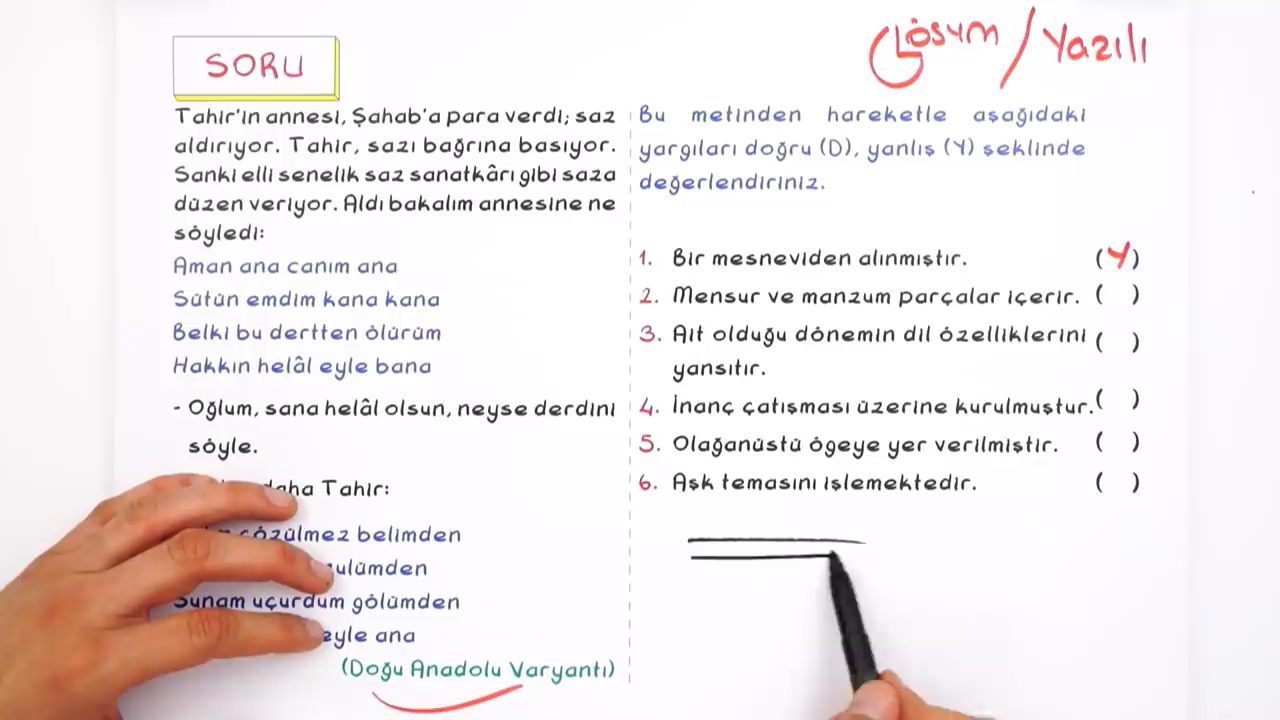 SORU
Tahir'in annesi, Şahab'a para verdi; saz
aldırıyor. Tahir, sazı bağrına basıyor.
Sanki elli senelik saz sanatkârı gibi saza
düzen veriyor. Aldı bakalım annesine ne
söyledi:
Aman ana canım ana
Sütün emdim kana kana
Belki bu dertten ölürüm
Hakkın helâl eyle bana
- Oğlum, sana helâl olsun, neyse derdini
söyle.
daha Tahir:
çözülmez belimden
Sunam uçurdum gölümden
eyle ana
(Doğu Anadolu Varyantı)
ÖSYM / Yazılı
Bu metinden hareketle aşağıdaki
yargıları doğru (D), yanlış (Y) şeklinde
değerlendiriniz.
1. Bir mesneviden alınmıştır. (Y)
2. Mensur ve manzum parçalar içerir. ( )
3. Ait olduğu dönemin dil özelliklerini ( )
yansıtır.
4. İnanç çatışması üzerine kurulmuştur. ( )
5. Olağanüstü ögeye yer verilmiştir. ( )
6. Aşk temasını işlemektedir. ( )